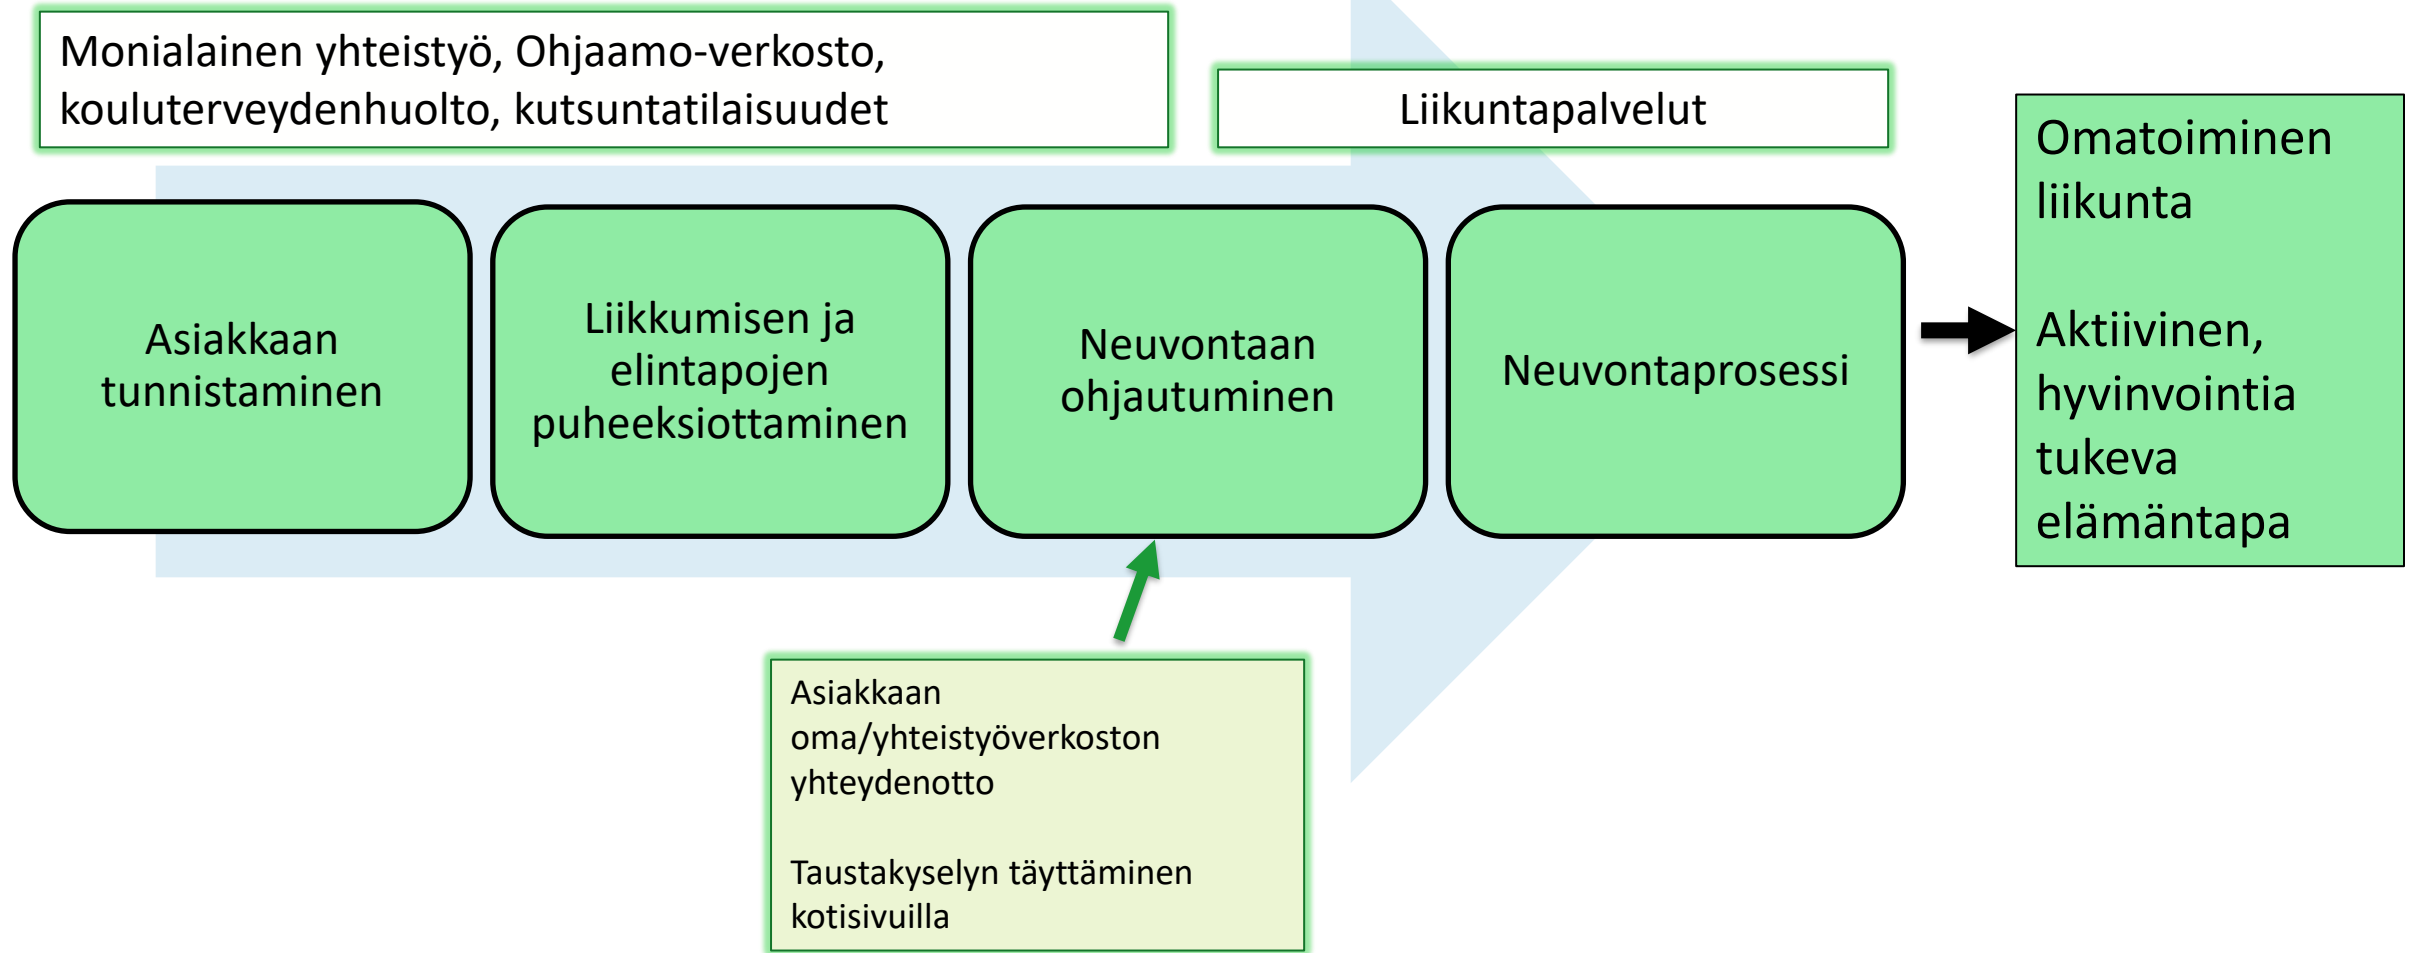 Monialainen yhteistyö, Ohjaamo-verkosto,
kouluterveydenhuolto, kutsuntatilaisuudet
Liikuntapalvelut
Asiakkaan
tunnistaminen
Liikkumisen ja
elintapojen
puheeksiottaminen
Neuvontaan
ohjautuminen
Neuvontaprosessi
Omatoiminen
liikunta
Aktiivinen,
hyvinvointia
tukeva
elämäntapa
Asiakkaan
oma/yhteistyöverkoston
yhteydenotto
Taustakyselyn täyttäminen
kotisivuilla